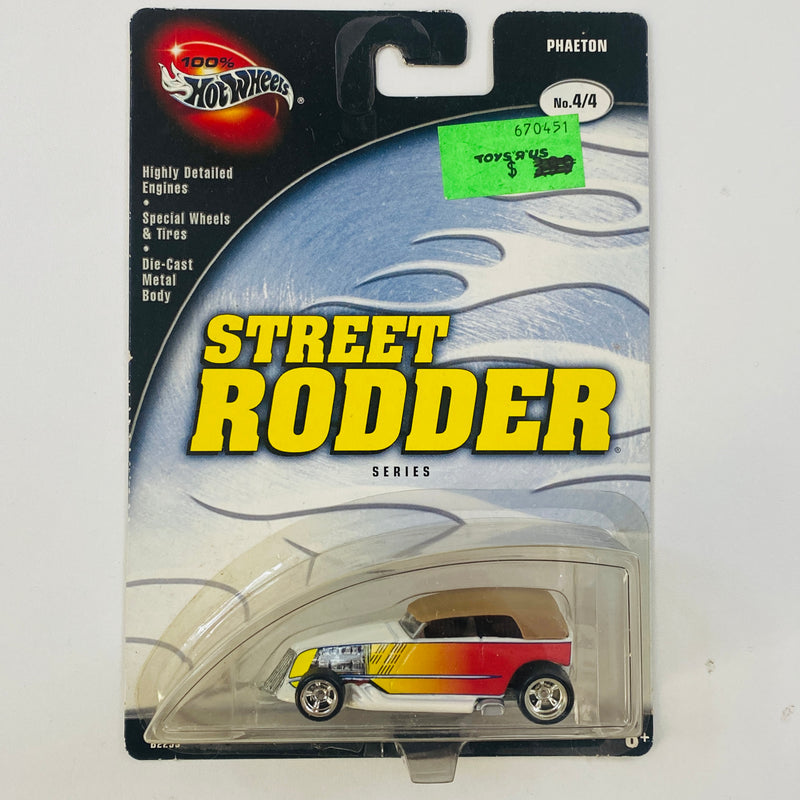 100%
Hot Wheels®
PHAETON
No.4/4
670451
TOYS "R" US
$
Highly Detailed
Engines
•
Special Wheels
& Tires
•
Die-Cast
Metal
Body
STREET
RODDER®
SERIES